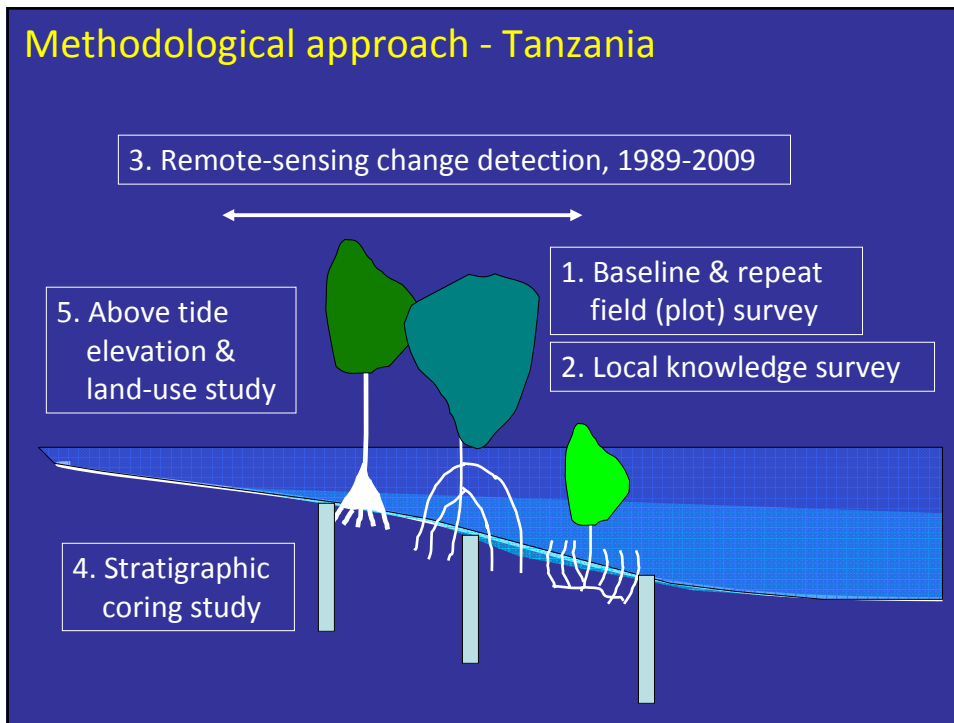 Methodological approach - Tanzania
3. Remote-sensing change detection, 1989-2009
1. Baseline & repeat
field (plot) survey
5. Above tide
elevation &
land-use study
2. Local knowledge survey
4. Stratigraphic
coring study